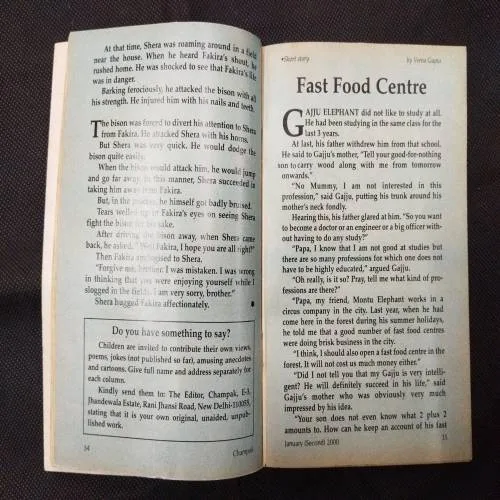 At that time, Shera was roaming around in a field
near the house. When he heard Fakira's shout, he
rushed home. He was shocked to see that Fakira's life
was in danger.
Barking ferociously, he attacked the bison with all
his strength. He injured him with his nails and teeth.
The bison was forced to divert his attention to Shera
from Fakira. He attacked Shera with his horns.
But Shera was very quick. He would dodge the
bison quite easily.
When the bison would attack him, he would jump
and go far away. In this manner, Shera succeeded in
taking him away from Fakira.
But, in the process, he himself got badly bruised.
Tears welled up in Fakira's eyes on seeing Shera
fight the bison for his sake.
After driving the bison away, when Shera came
back, he asked, "Well Fakira, I hope you are all right?"
Then Fakira apologised to Shera.
"Forgive me, brother. I was mistaken. I was wrong
in thinking that you were enjoying yourself while I
slogged in the fields. I am very sorry, brother."
Shera hugged Fakira affectionately.
Do you have something to say?
Children are invited to contribute their own views,
poems, jokes (not published so far), amusing anecdotes
and cartoons. Give full name and address separately for
each column.
Kindly send them to: The Editor, Champak, E-3,
Jhandewala Estate, Rani Jhansi Road, New Delhi-110055,
stating that it is your own original, unaided, unpub-
lished work.
34
Champak
•Short story
by Veena Gupta
Fast Food Centre
GAJJU ELEPHANT did not like to study at all.
He had been studying in the same class for the
last 3 years.
At last, his father withdrew him from that school.
He said to Gajju's mother, "Tell your good-for-nothing
son to carry wood along with me from tomorrow
onwards."
"No Mummy, I am not interested in this
profession," said Gajju, putting his trunk around his
mother's neck fondly.
Hearing this, his father glared at him. "So you want
to become a doctor or an engineer or a big officer with-
out having to do any study?"
"Papa, I know that I am not good at studies but
there are so many professions for which one does not
have to be highly educated," argued Gajju.
"Oh really, is it so? Pray, tell me what kind of pro-
fessions are there?"
"Papa, my friend, Montu Elephant works in a
circus company in the city. Last year, when he had
come here in the forest during his summer holidays,
he told me that a good number of fast food centres
were doing brisk business in the city.
"I think, I should also open a fast food centre in the
forest. It will not cost us much money either."
"Did I not tell you that my Gajju is very intelli-
gent? He will definitely succeed in his life," said
Gajju's mother who was obviously very much
impressed by his idea.
"Your son does not even know what 2 plus 2
amounts to. How can he keep an account of his fast
January (Second) 2000
35